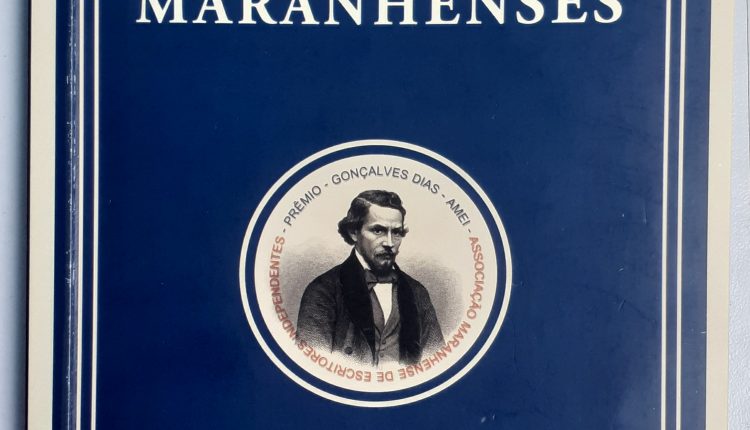 MARANHENSES
PRÊMIO - GONÇALVES DIAS - AMEI - ASSOCIAÇÃO MARANHENSE DE ESCRITORES INDEPENDENTES -